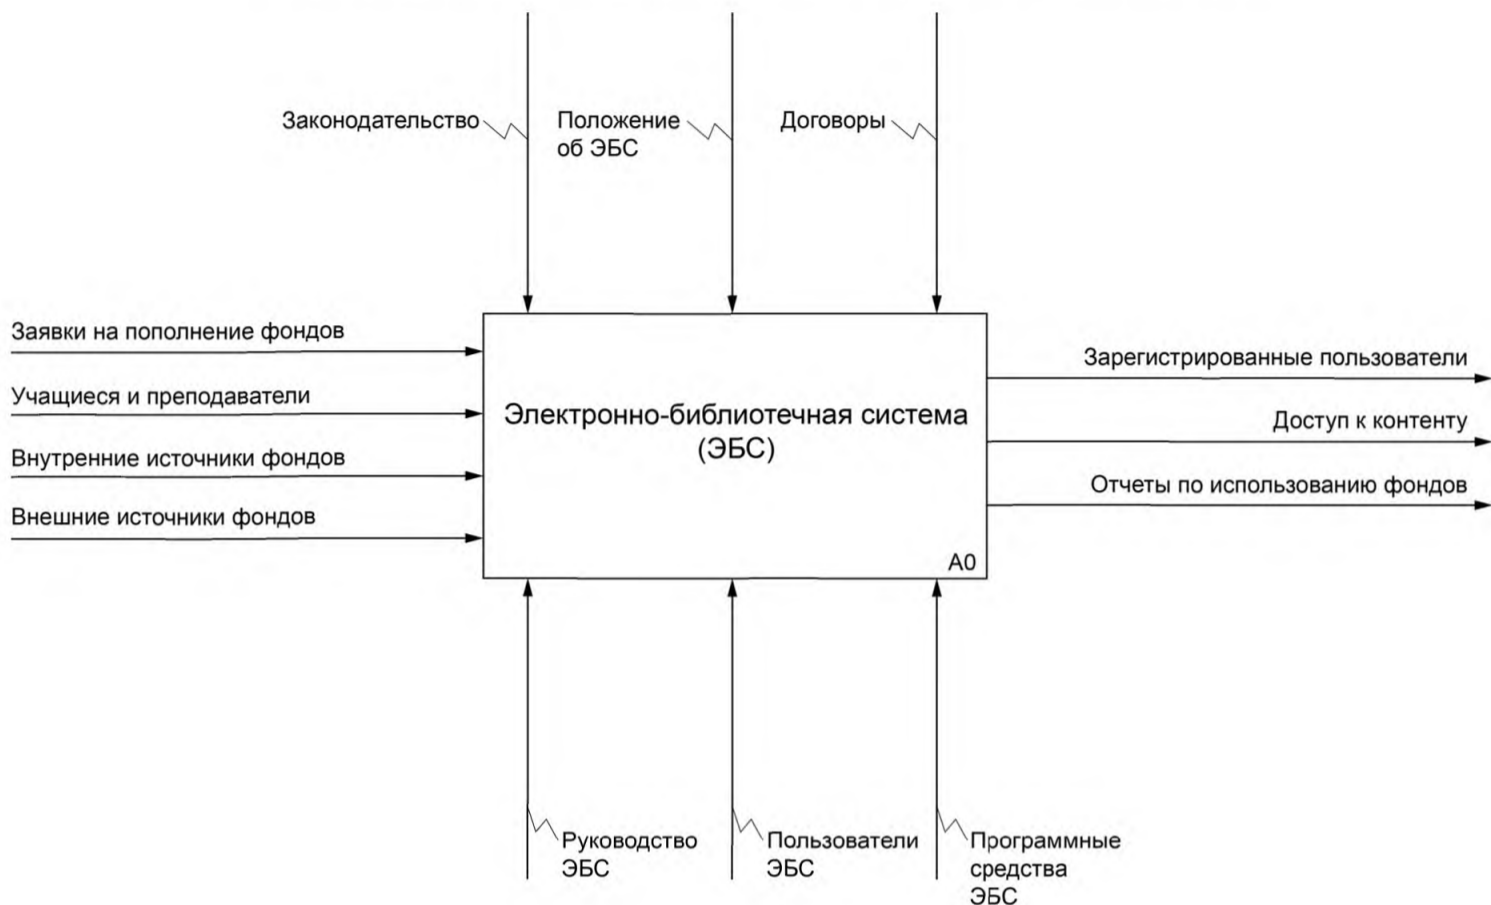 Законодательство
Положение
об ЭБС
Договоры
Заявки на пополнение фондов
Учащиеся и преподаватели
Внутренние источники фондов
Внешние источники фондов
Электронно-библиотечная система
(ЭБС)
А0
Зарегистрированные пользователи
Доступ к контенту
Отчеты по использованию фондов
Руководство
ЭБС
Пользователи
ЭБС
Программные
средства
ЭБС